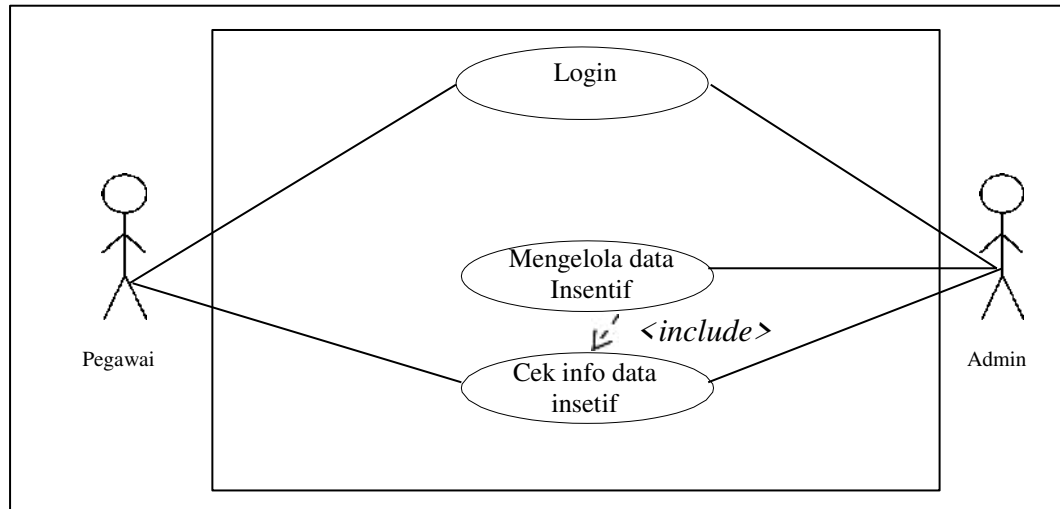 Login
Mengelola data
Insentif
<include>
Cek info data
insetif
Pegawai
Admin